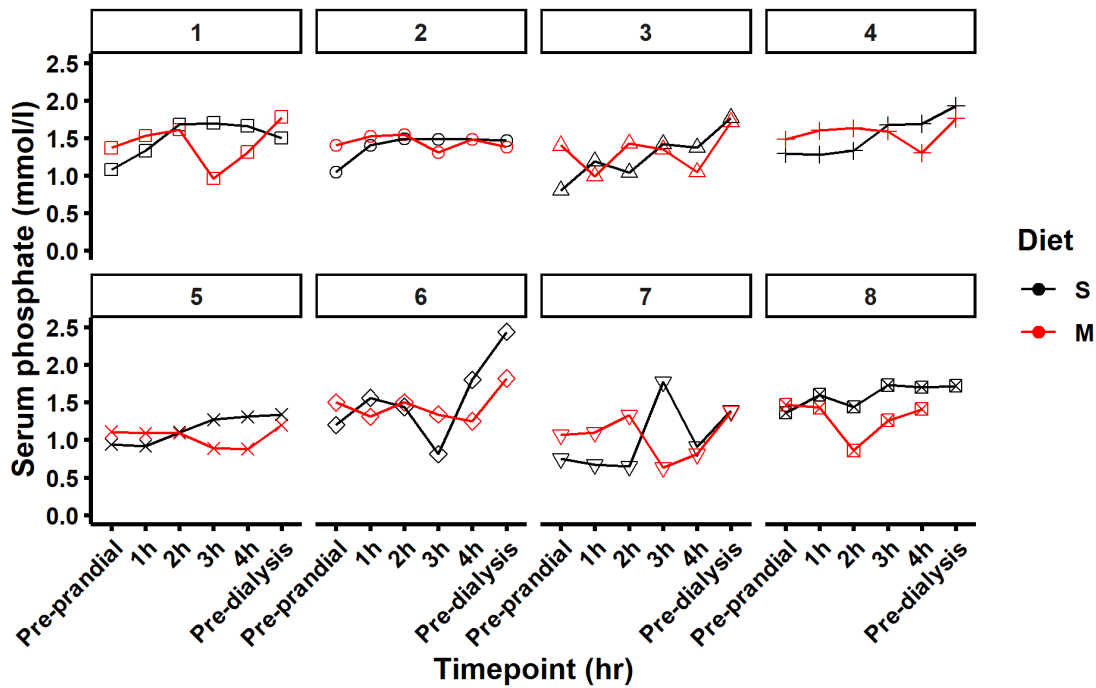 1 2 3 4
Serum phosphate (mmol/l)
2.5
2.0
1.5
1.0
0.5
0.0
5 6 7 8
2.5
2.0
1.5
1.0
0.5
0.0
Pre-prandial 1h 2h 3h 4h Pre-dialysis
Pre-prandial 1h 2h 3h 4h Pre-dialysis
Pre-prandial 1h 2h 3h 4h Pre-dialysis
Pre-prandial 1h 2h 3h 4h Pre-dialysis
Timepoint (hr)
Diet
S
M